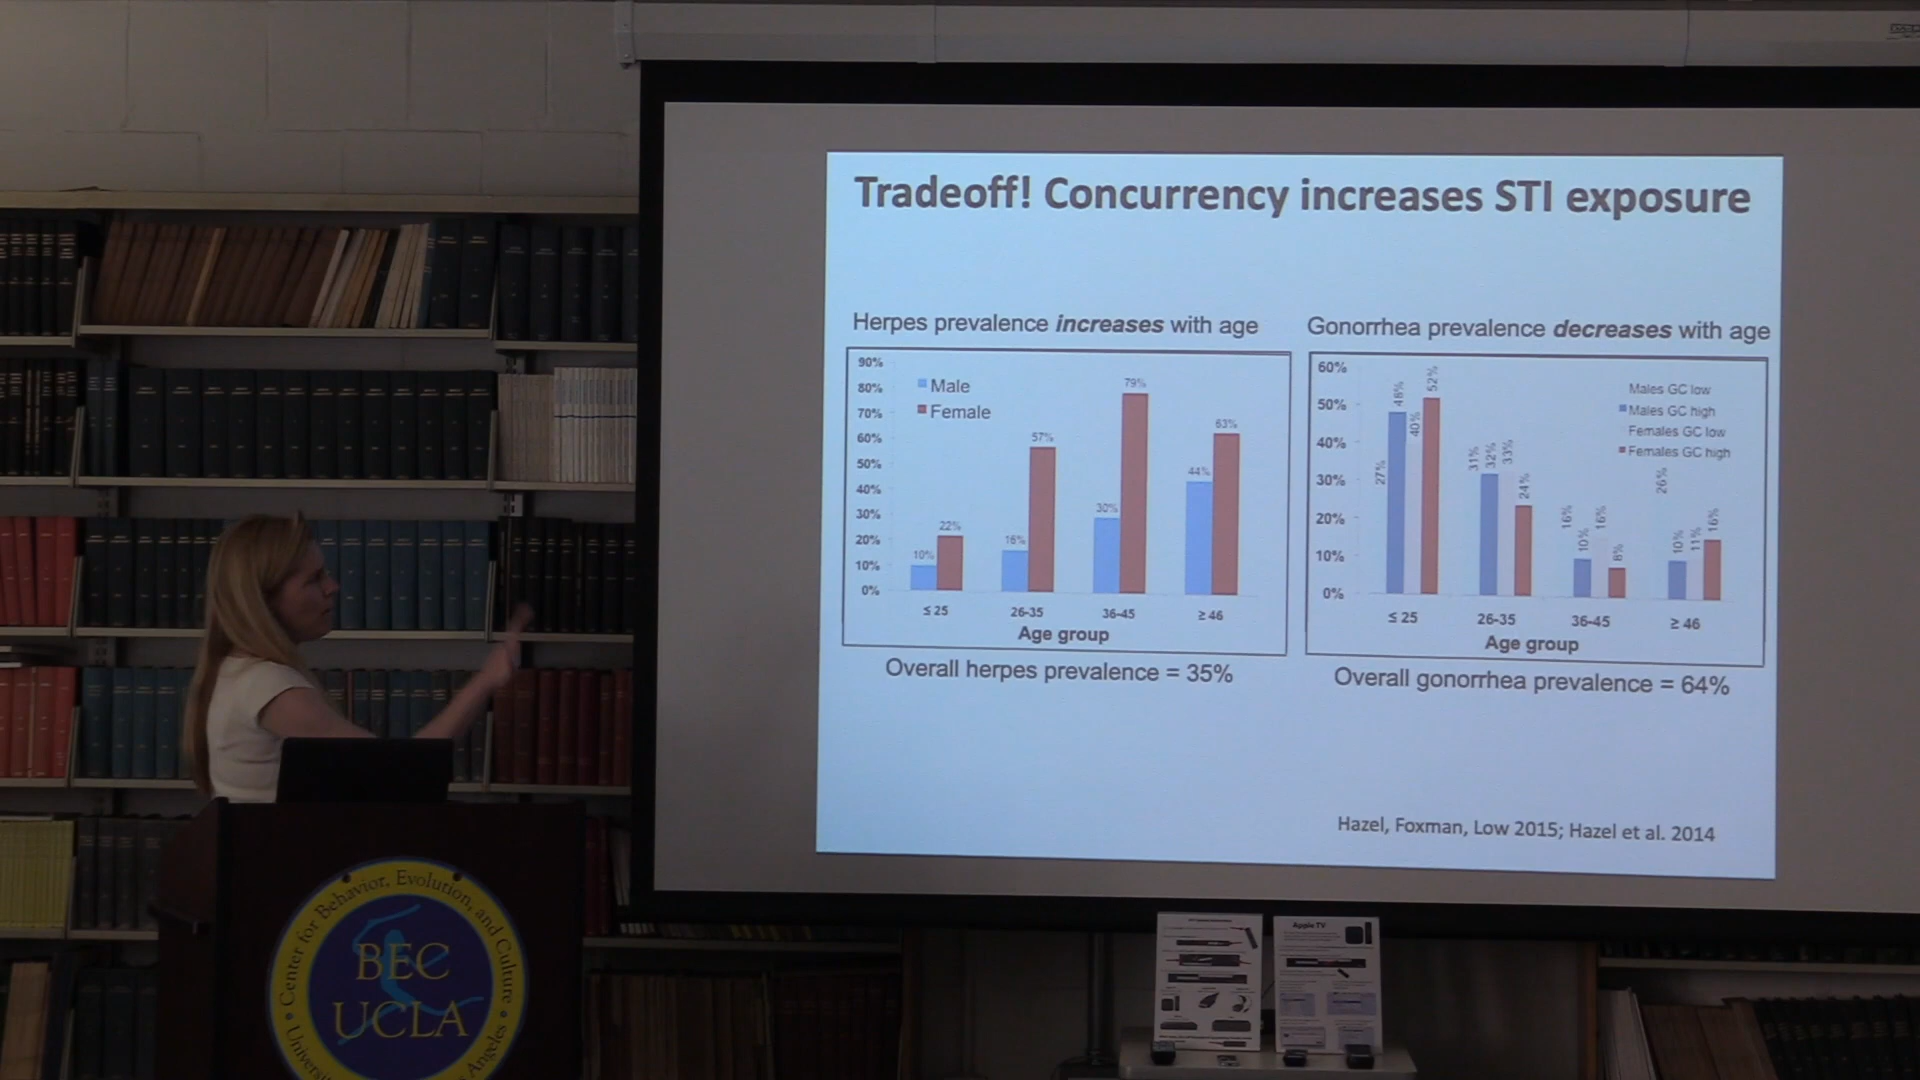 Tradeoff! Concurrency increases STI exposure
Herpes prevalence increases with age
90%
80%
70%
60%
50%
40%
30%
20%
10%
0%
Male
Female
10%
22%
16%
57%
30%
79%
44%
63%
≤ 25
26-35
36-45
≥ 46
Age group
Overall herpes prevalence = 35%
Gonorrhea prevalence decreases with age
60%
50%
40%
30%
20%
10%
0%
Males GC low
Males GC high
Females GC low
Females GC high
27%
48%
40%
52%
31%
32%
33%
24%
16%
10%
16%
8%
26%
10%
11%
16%
≤ 25
26-35
36-45
≥ 46
Age group
Overall gonorrhea prevalence = 64%
Hazel, Foxman, Low 2015; Hazel et al. 2014
Center for Behavior, Evolution, and Culture
BEC
UCLA
Angeles
Apple TV